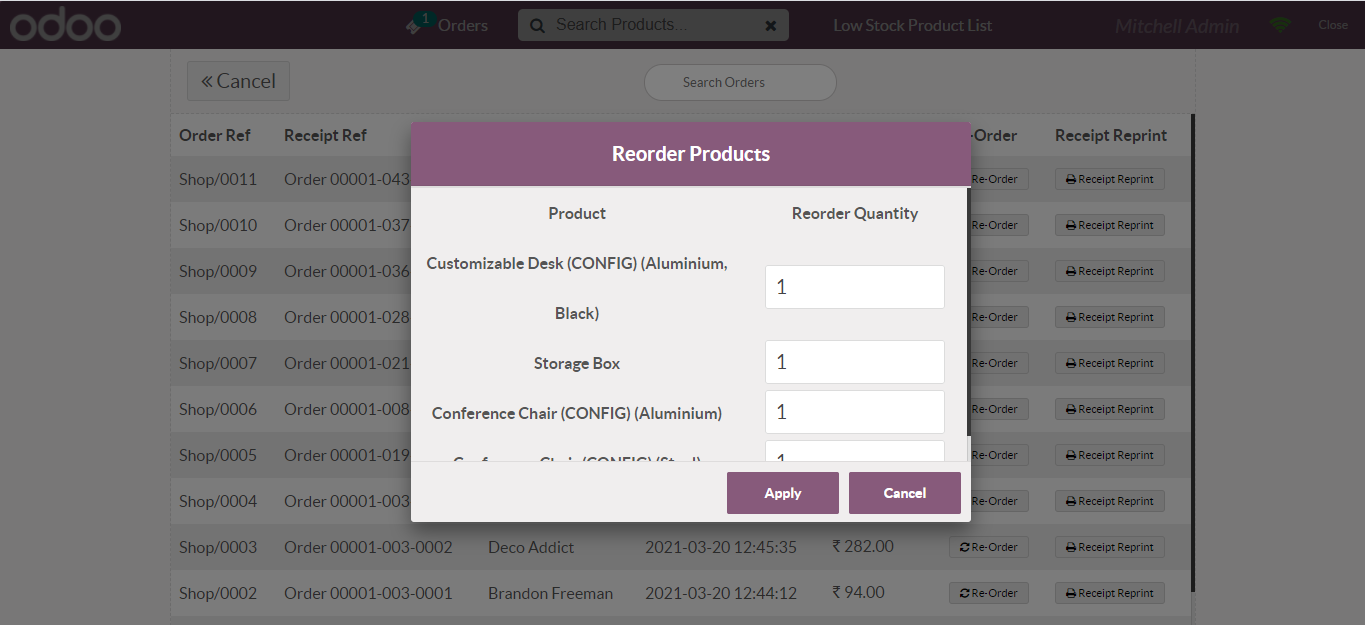 odoo
1
Orders
Search Products...
Low Stock Product List
Mitchell Admin
Close
Cancel
Search Orders
Order Ref Receipt Ref -Order Receipt Reprint
Reorder Products
Product Reorder Quantity
Customizable Desk (CONFIG) (Aluminium,
Black)
1
Storage Box 1
Conference Chair (CONFIG) (Aluminium) 1
Conference Chair (CONFIG) (Steel) 1
Apply Cancel
Shop/0011 Order 00001-043 Re-Order Receipt Reprint
Shop/0010 Order 00001-037 Re-Order Receipt Reprint
Shop/0009 Order 00001-036 Re-Order Receipt Reprint
Shop/0008 Order 00001-028 Re-Order Receipt Reprint
Shop/0007 Order 00001-021 Re-Order Receipt Reprint
Shop/0006 Order 00001-008 Re-Order Receipt Reprint
Shop/0005 Order 00001-019 Re-Order Receipt Reprint
Shop/0004 Order 00001-003 Re-Order Receipt Reprint
Shop/0003 Order 00001-003-0002 Deco Addict 2021-03-20 12:45:35 ₹ 282.00 Re-Order Receipt Reprint
Shop/0002 Order 00001-003-0001 Brandon Freeman 2021-03-20 12:44:12 ₹ 94.00 Re-Order Receipt Reprint